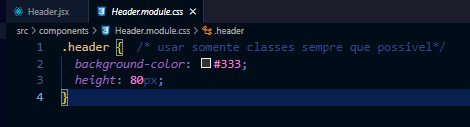 Header.jsx Header.module.css
src > components > Header.module.css > .header
1 .header { /* usar somente classes sempre que possivel*/
2 background-color: #333;
3 height: 80px;
4 }